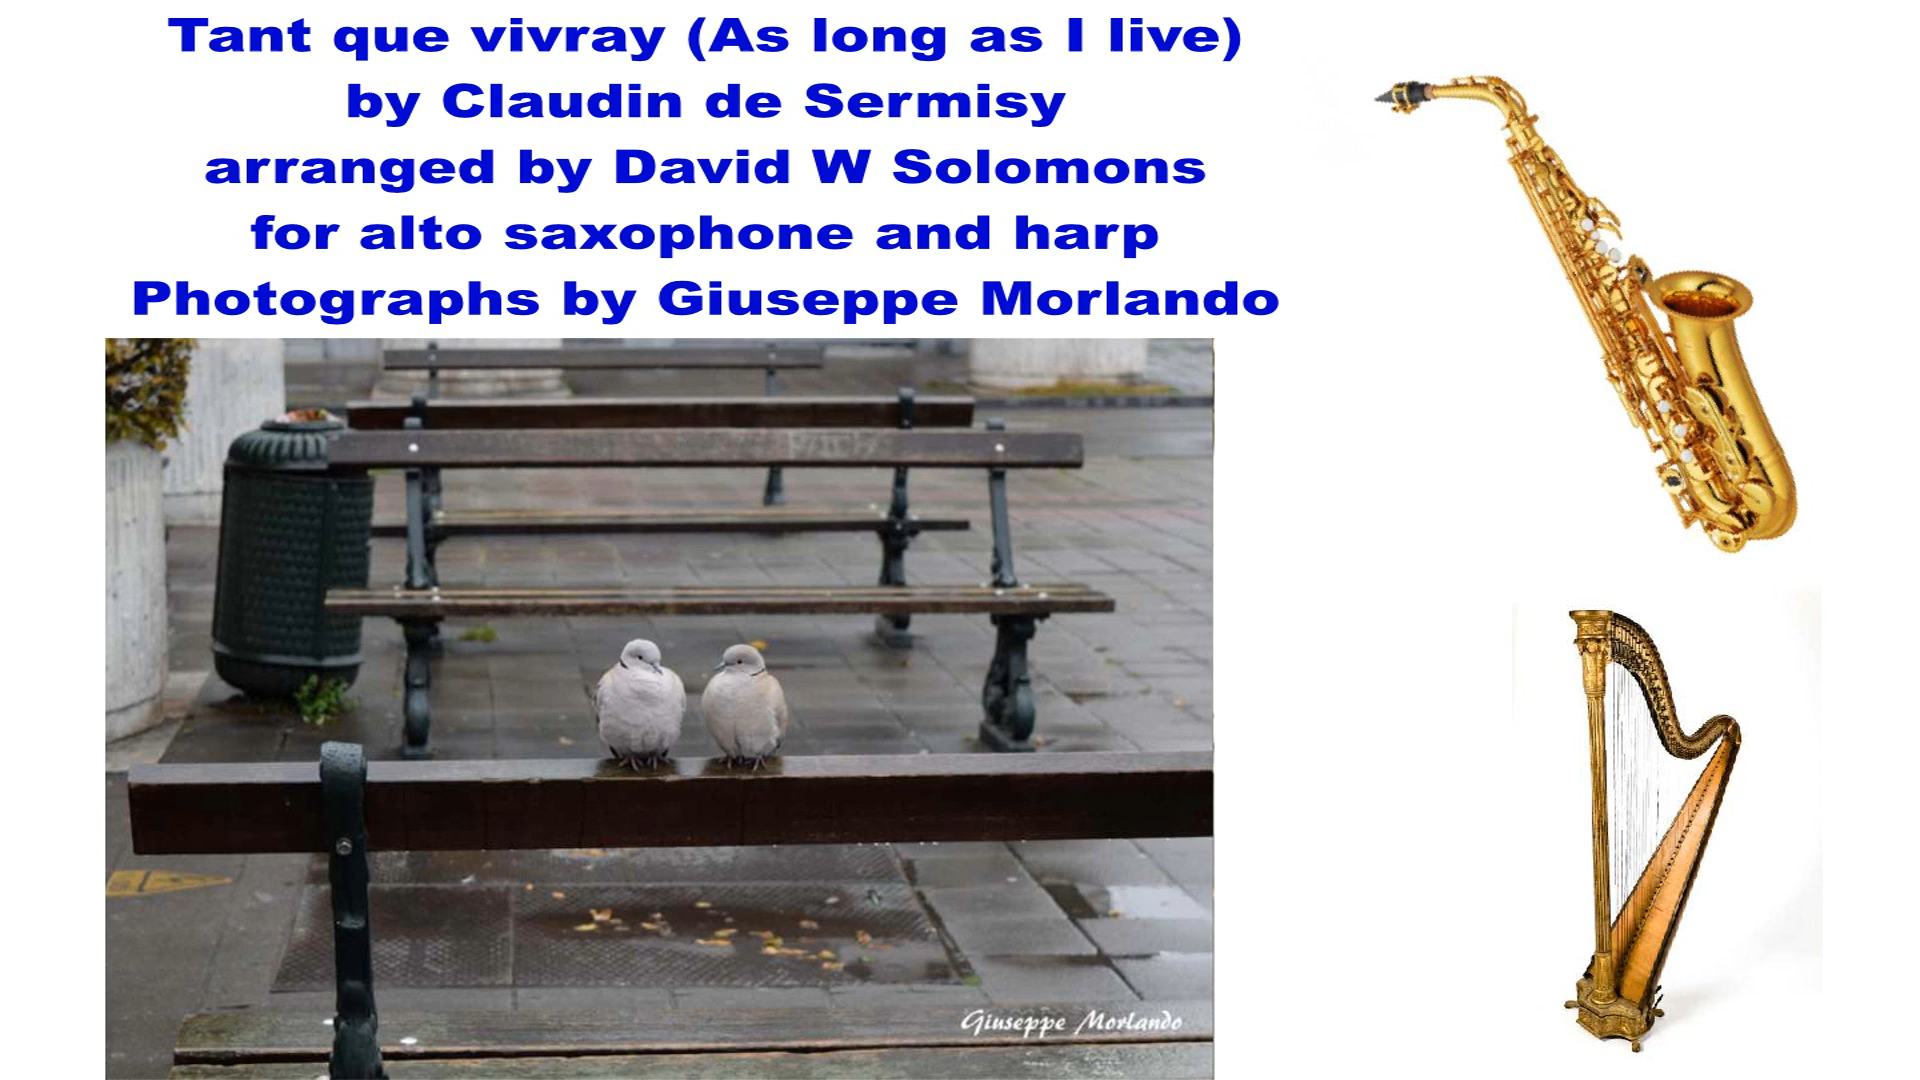 Tant que vivray (As long as I live)
by Claudin de Sermisy
arranged by David W Solomons
for alto saxophone and harp
Photographs by Giuseppe Morlando
Giuseppe Morlando